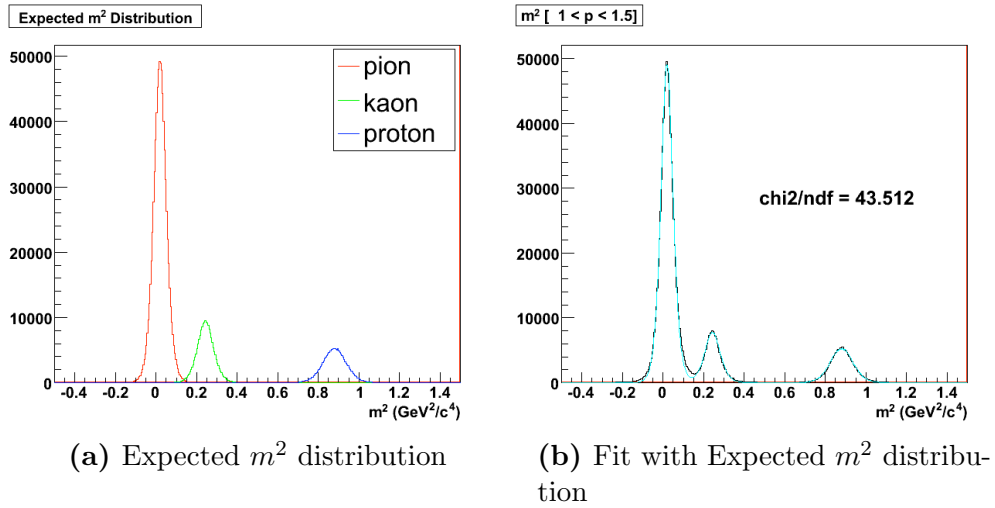 Expected m² Distribution
pion
kaon
proton
50000
40000
30000
20000
10000
0
-0.4 -0.2 0 0.2 0.4 0.6 0.8 1 1.2 1.4
m² (GeV²/c⁴)
(a) Expected m² distribution
m² [ 1 < p < 1.5]
50000
40000
30000
20000
10000
0
chi2/ndf = 43.512
-0.4 -0.2 0 0.2 0.4 0.6 0.8 1 1.2 1.4
m² (GeV²/c⁴)
(b) Fit with Expected m² distribu-
tion